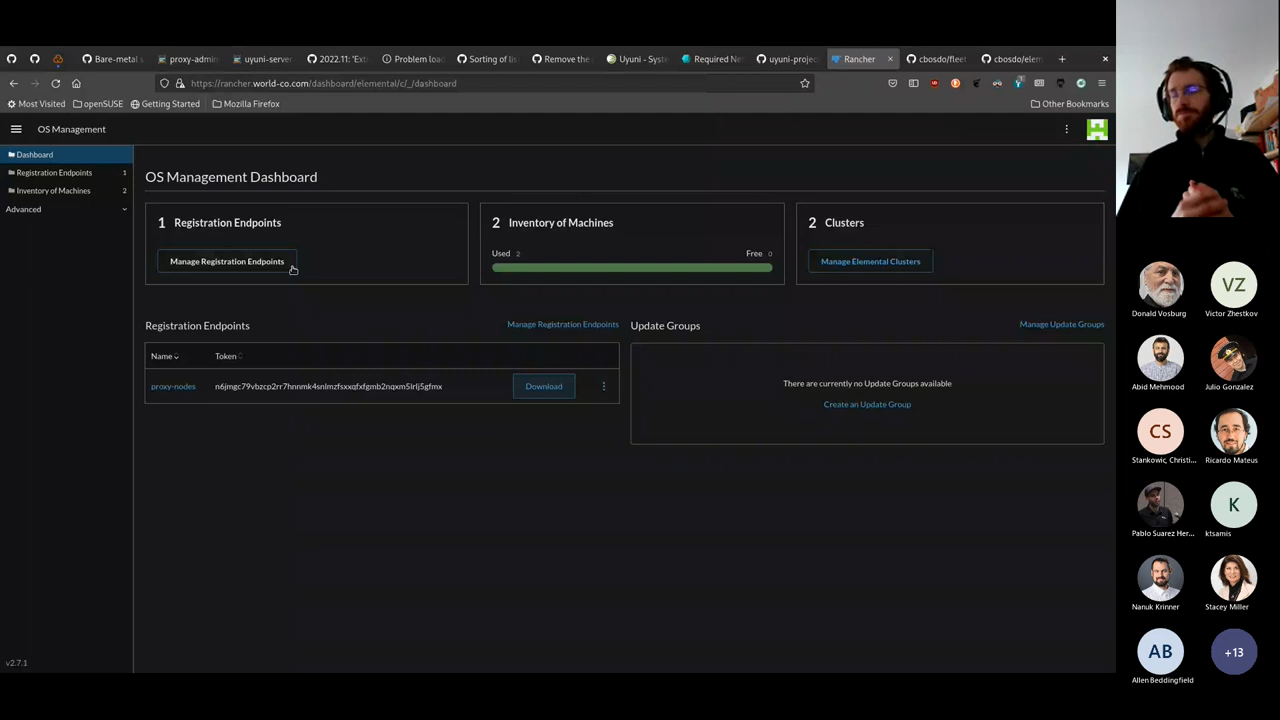 Bare-metal s
proxy-admin
uyuni-server
2022.11: "Ext
Problem load
Sorting of lis
Remove the
Uyuni - Syste
Required Net
uyuni-projec
Rancher
cbosdo/fleet
cbosdo/elem
https://rancher.world-co.com/dashboard/elemental/c/_/dashboard
Most Visited
openSUSE
Getting Started
Mozilla Firefox
Other Bookmarks
OS Management
Dashboard
Registration Endpoints 1
Inventory of Machines 2
Advanced
OS Management Dashboard
1 Registration Endpoints
Manage Registration Endpoints
2 Inventory of Machines
Used 2
Free 0
2 Clusters
Manage Elemental Clusters
Registration Endpoints
Manage Registration Endpoints
Name
Token
proxy-nodes
n6jmgc79vbzcp2rr7hnnmk4snlmzfsxxqfxfgmb2nqxm5lrlj5gfmx
Download
Update Groups
Manage Update Groups
There are currently no Update Groups available
Create an Update Group
v2.7.1
Donald Vosburg
VZ
Victor Zhestkov
Abid Mehmood
Julio Gonzalez
CS
Stankowic, Christi...
Ricardo Mateus
Pablo Suarez Her...
K
ktsamis
Nanuk Krinner
Stacey Miller
AB
Allen Beddingfield
+13